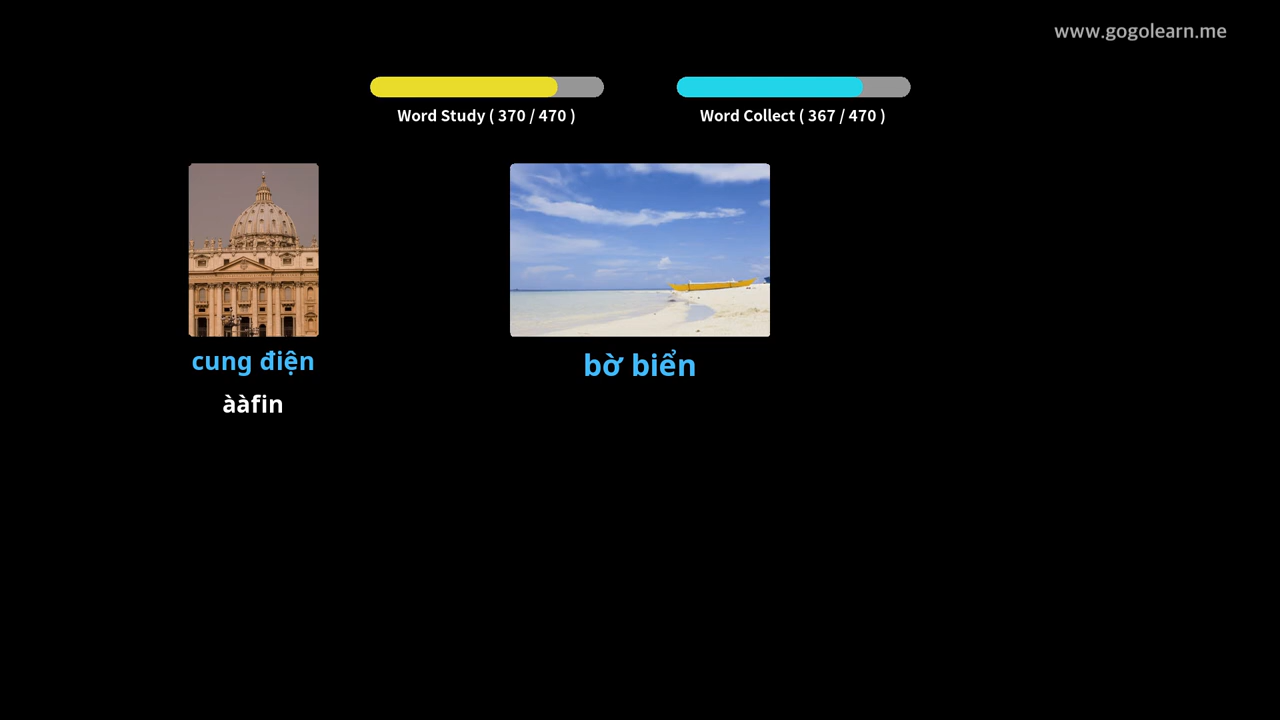 www.gogolearn.me
Word Study ( 370 / 470 )
Word Collect ( 367 / 470 )
cung điện
ààfin
bờ biển